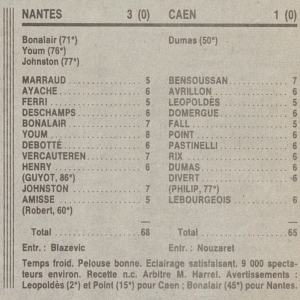 NANTES 3 (0) CAEN 1 (0)
Bonalair (71°) Dumas (50°)
Youm (76°)
Johnston (77°)
MARRAUD 5 BENSOUSSAN 7
AYACHE 6 AVRILLON 6
FERRI 5 LEOPOLDÈS 5
DESCHAMPS 6 DOMERGUE 6
BONALAIR 7 FALL 5
YOUM 8 POINT 6
DEBOTTÉ 6 PASTINELLI 6
VERCAUTEREN 7 RIX 6
HENRY 6 DUMAS 6
(GUYOT, 86°) DIVERT 6
JOHNSTON 7 (PHILIP, 77°)
AMISSE 5 LEBOURGEOIS 6
(Robert, 60°)
Total 68 Total 65
Entr. : Blazevic Entr. : Nouzaret
Temps froid. Pelouse bonne. Eclairage satisfaisant. 9 000 specta-
teurs environ. Recette n.c. Arbitre M. Harrel. Avertissements :
Leopoldès (2°) et Point (15°) pour Caen ; Bonalair (45°) pour Nantes.